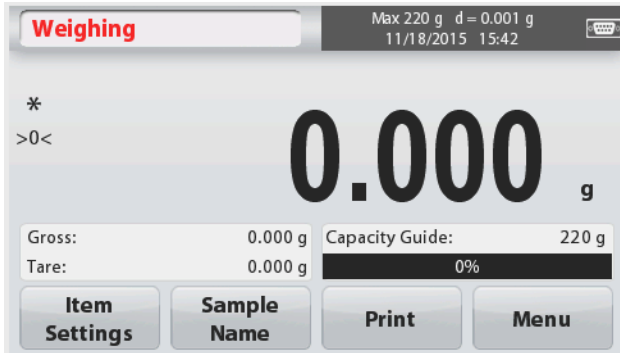 Weighing
Max 220 g d = 0.001 g
11/18/2015 15:42
*
>0<
0.000 g
Gross: 0.000 g
Tare: 0.000 g
Capacity Guide: 220 g
0%
Item Settings
Sample Name
Print
Menu